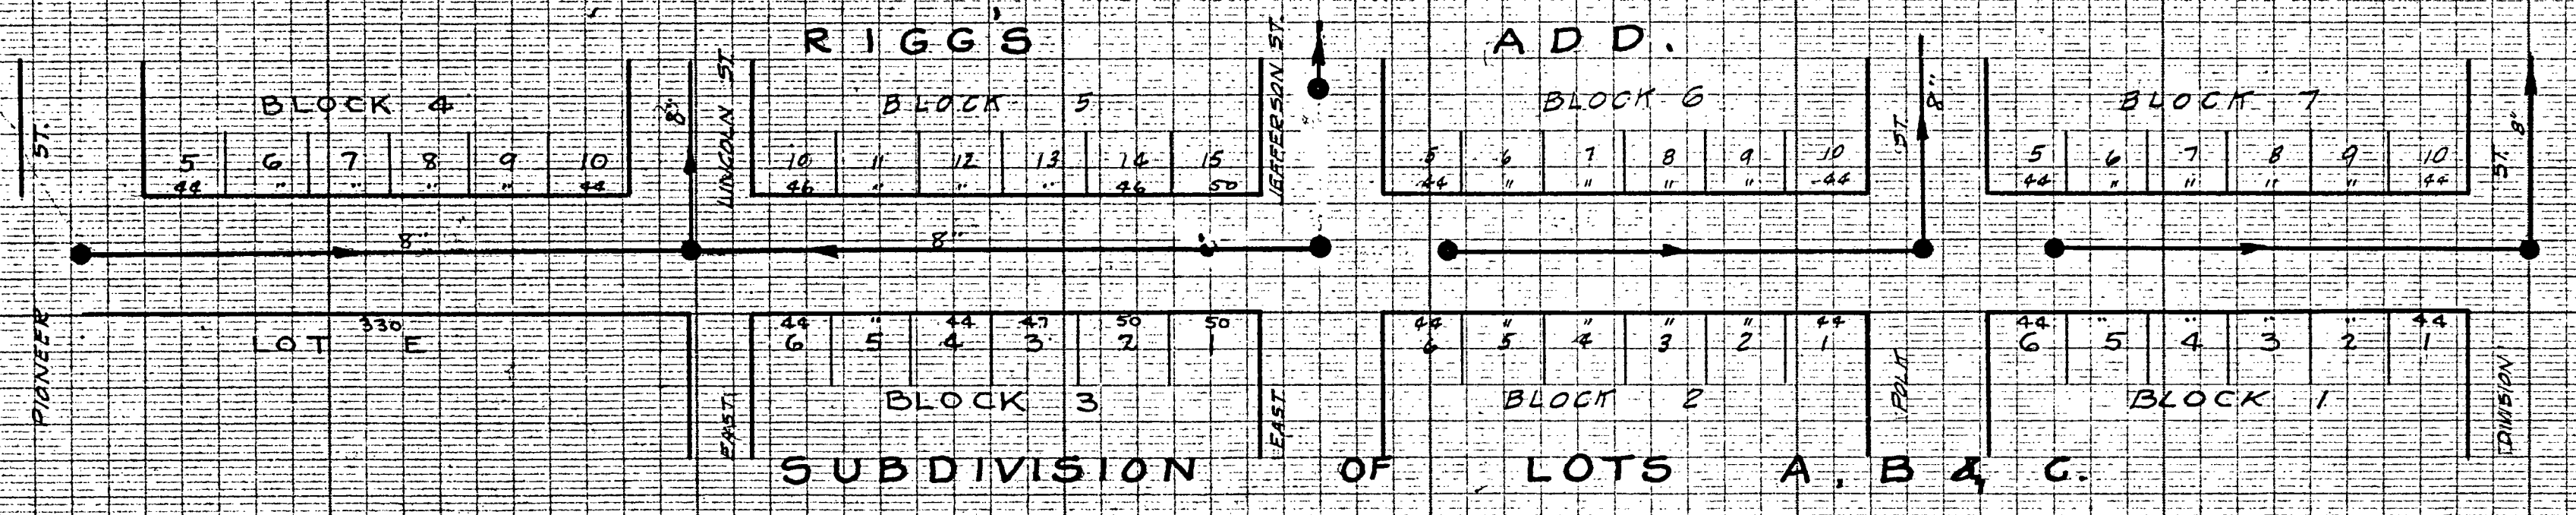 RIGG'S ADD.
BLOCK 4 8" LINCOLN ST. BLOCK 5 JEFFERSON ST. BLOCK 6 ST. 8" BLOCK 7 ST. 8"
ST.
5 6 7 8 9 10 10 11 12 13 14 15 5 6 7 8 9 10 5 6 7 8 9 10
44 " " " " 44 46 " " " 46 50 44 " " " " 44 44 " " " " 44
8" 8"
PIONEER 330 44 " 44 47 50 50 44 " " " " 44 44 " " " " 44
LOT E 6 5 4 3 2 1 6 5 4 3 2 1 6 5 4 3 2 1
EAST BLOCK 3 EAST BLOCK 2 POLK BLOCK 1 DIVISION
SUBDIVISION OF LOTS A, B & C.